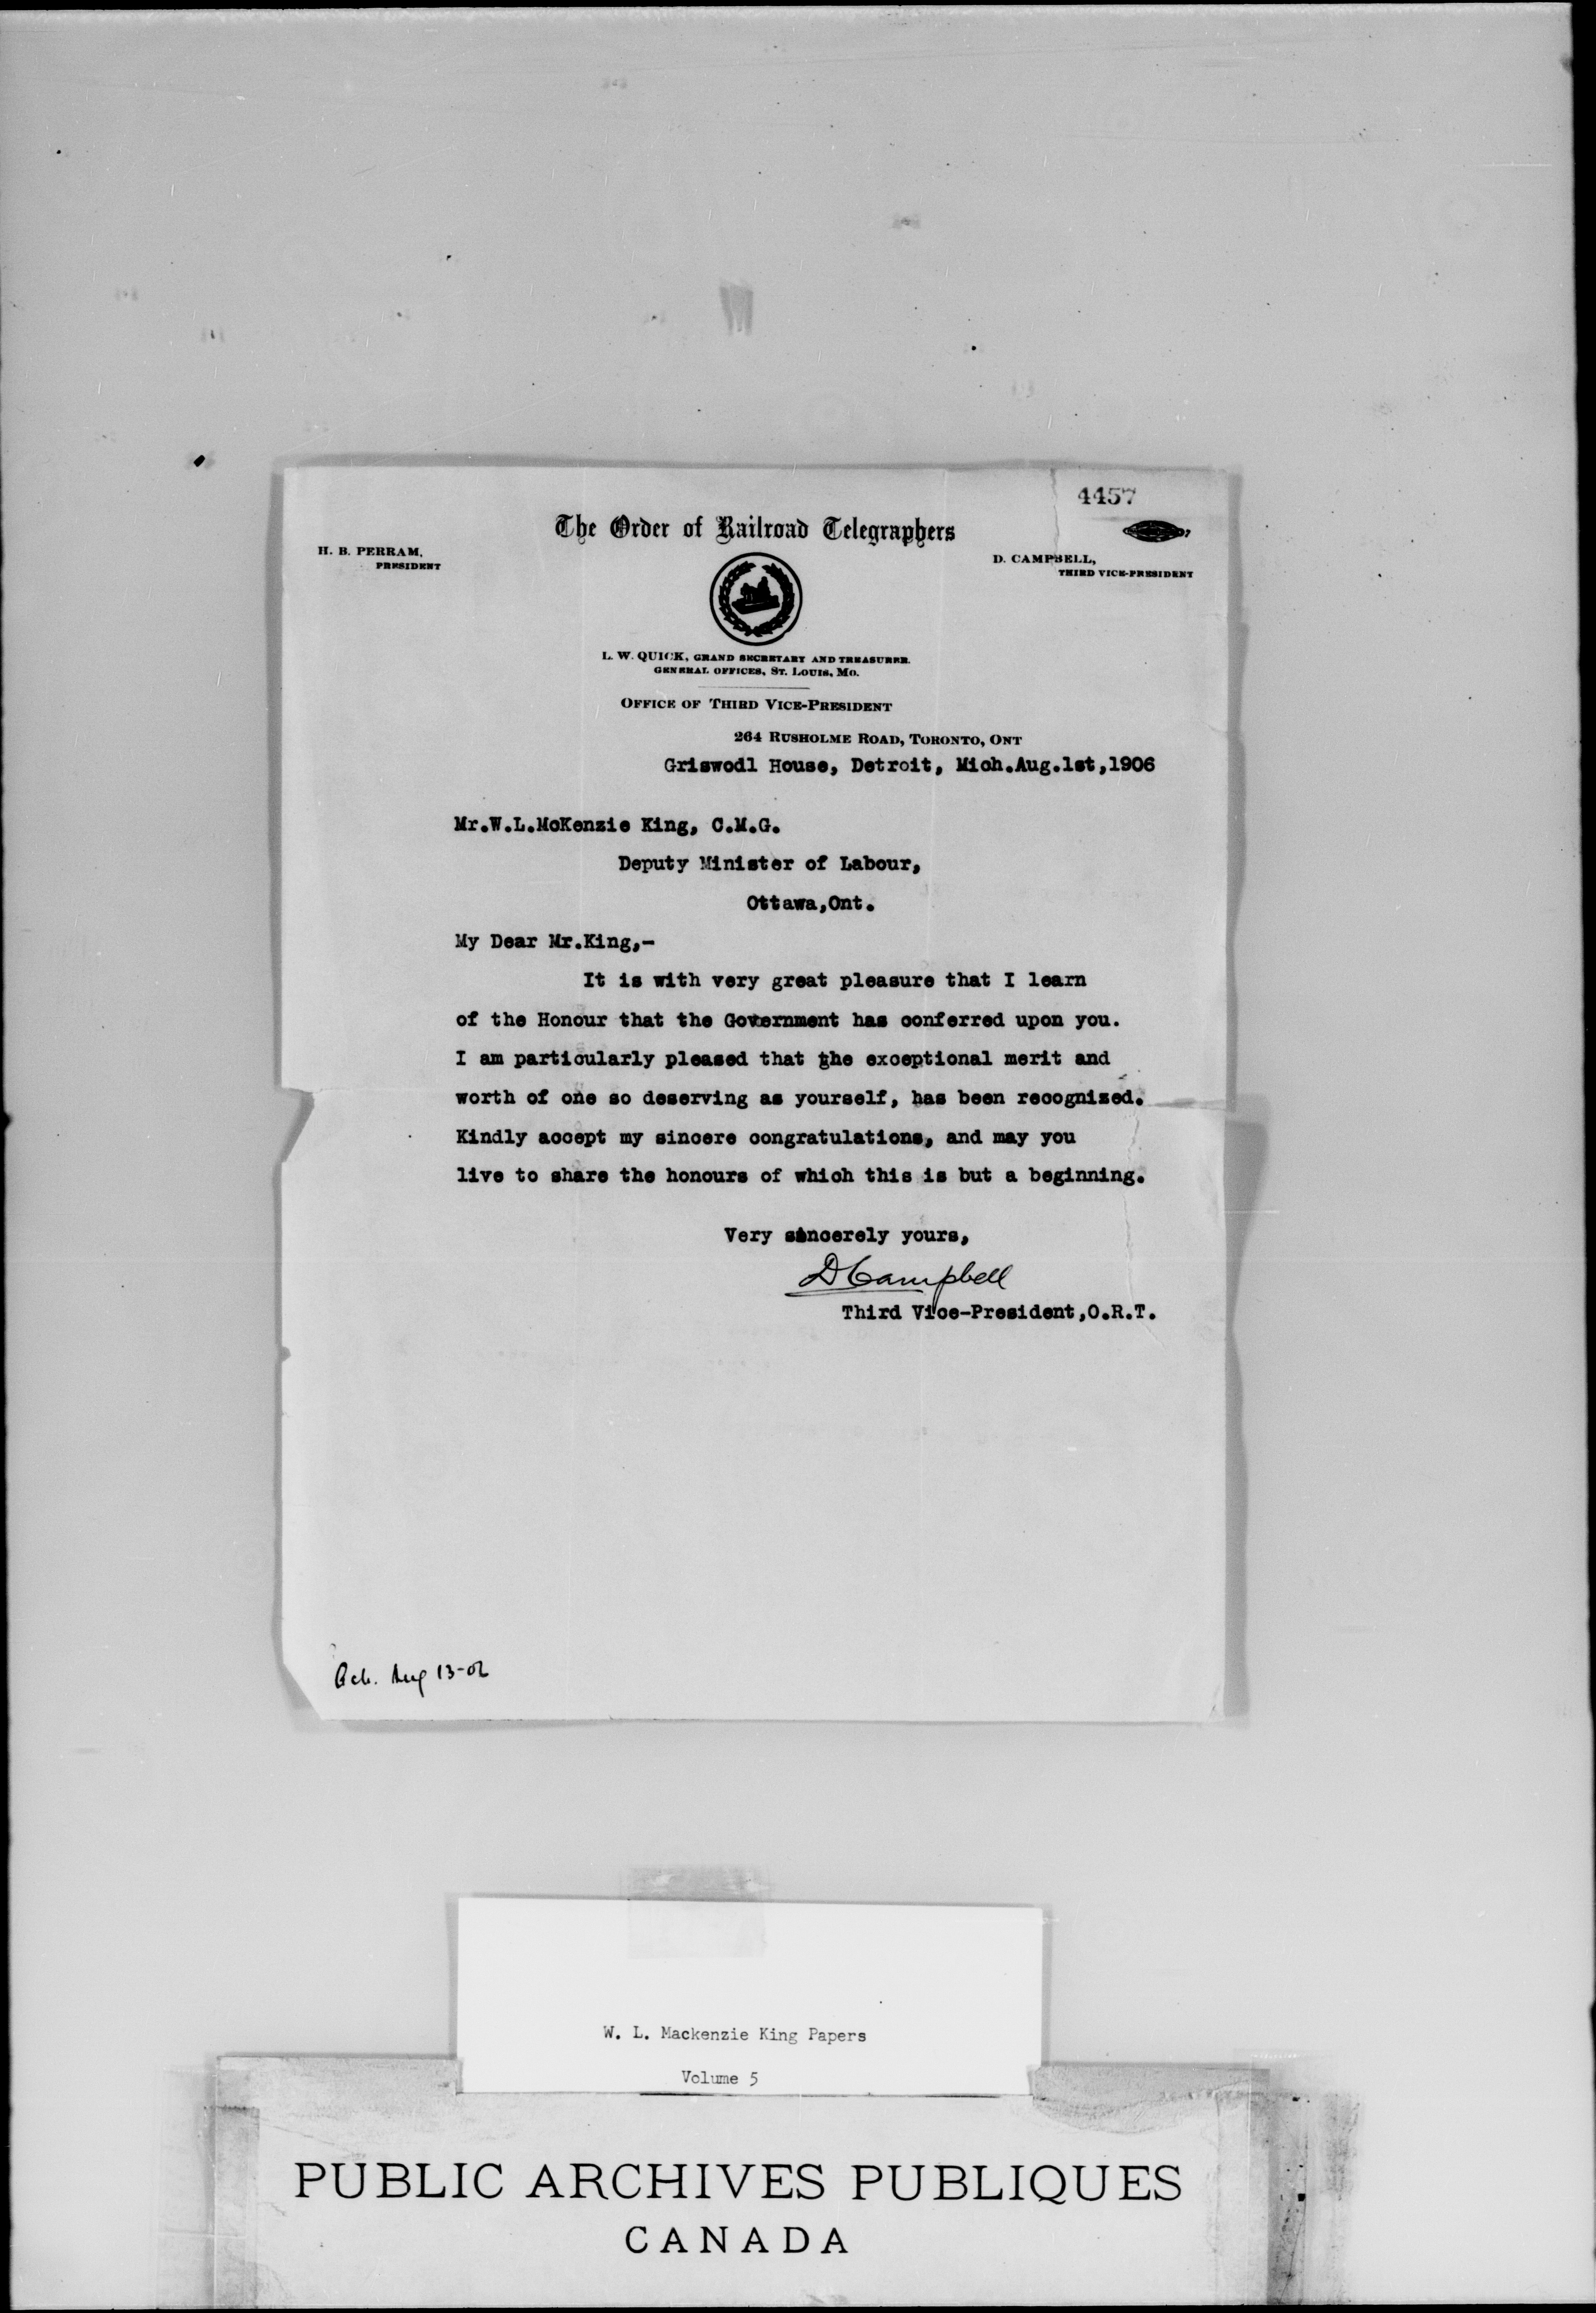 4457
The Order of Railroad Telegraphers
H. B. PERRAM,
PRESIDENT
D. CAMPBELL,
THIRD VICE-PRESIDENT
L. W. QUICK, GRAND SECRETARY AND TREASURER.
GENERAL OFFICES, ST. LOUIS, MO.
OFFICE OF THIRD VICE-PRESIDENT
264 RUSHOLME ROAD, TORONTO, ONT
Griswodl House, Detroit, Mich.Aug.1st,1906
Mr.W.L.McKenzie King, C.M.G.
Deputy Minister of Labour,
Ottawa,Ont.
My Dear Mr.King,-
It is with very great pleasure that I learn
of the Honour that the Government has conferred upon you.
I am particularly pleased that the exceptional merit and
worth of one so deserving as yourself, has been recognized.
Kindly accept my sincere congratulations, and may you
live to share the honours of which this is but a beginning.
Very sincerely yours,
D Campbell
Third Vice-President,O.R.T.
Ack. Aug 13-06
W. L. Mackenzie King Papers
Volume 5
PUBLIC ARCHIVES PUBLIQUES
CANADA